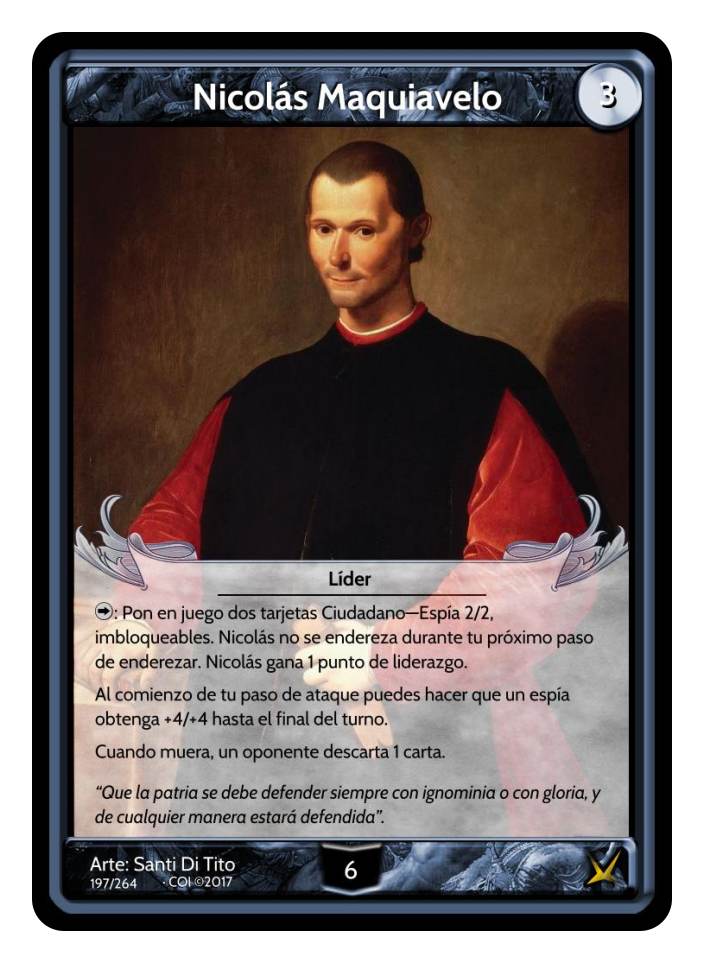 Nicolás Maquiavelo
3
Líder
: Pon en juego dos tarjetas Ciudadano—Espía 2/2,
imbloqueables. Nicolás no se endereza durante tu próximo paso
de enderezar. Nicolás gana 1 punto de liderazgo.
Al comienzo de tu paso de ataque puedes hacer que un espía
obtenga +4/+4 hasta el final del turno.
Cuando muera, un oponente descarta 1 carta.
“Que la patria se debe defender siempre con ignominia o con gloria, y
de cualquier manera estará defendida”.
Arte: Santi Di Tito
197/264 · COI ©2017
6